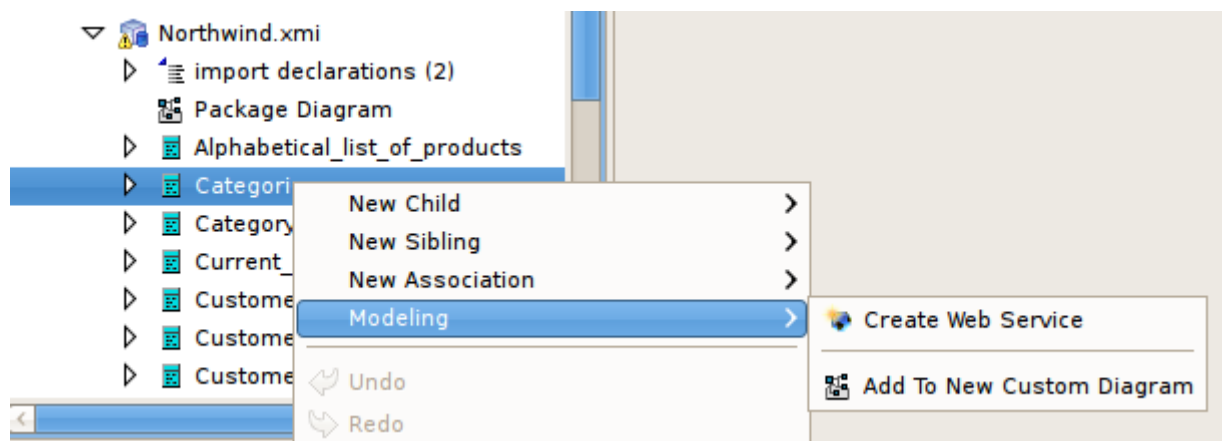 Northwind.xmi
import declarations (2)
Package Diagram
Alphabetical_list_of_products
Categori
Category
Current_
Custome
Custome
Custome
New Child
New Sibling
New Association
Modeling
Undo
Redo
Create Web Service
Add To New Custom Diagram